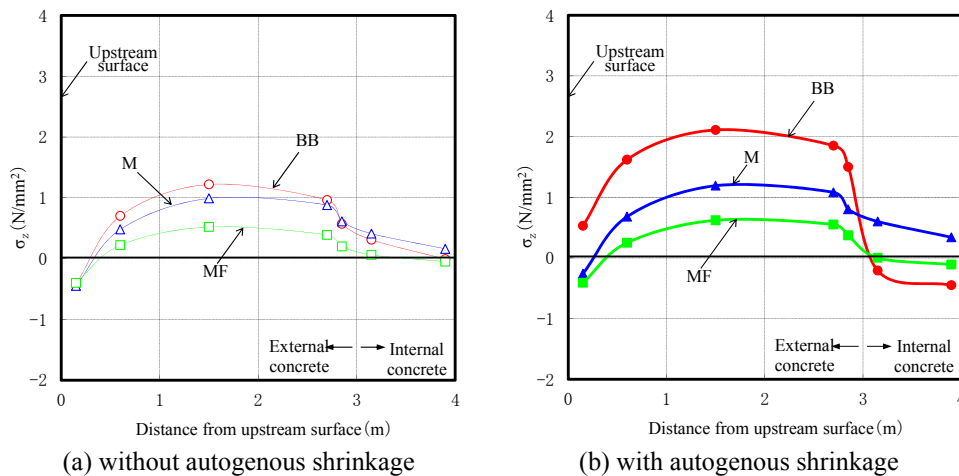 4
3
2
1
0
-1
-2
σz (N/mm²)
Upstream
surface
BB
M
MF
External
concrete
Internal
concrete
0
1
2
3
4
Distance from upstream surface(m)
(a) without autogenous shrinkage
4
3
2
1
0
-1
-2
σz (N/mm²)
Upstream
surface
BB
M
MF
External
concrete
Internal
concrete
0
1
2
3
4
Distance from upstream surface(m)
(b) with autogenous shrinkage